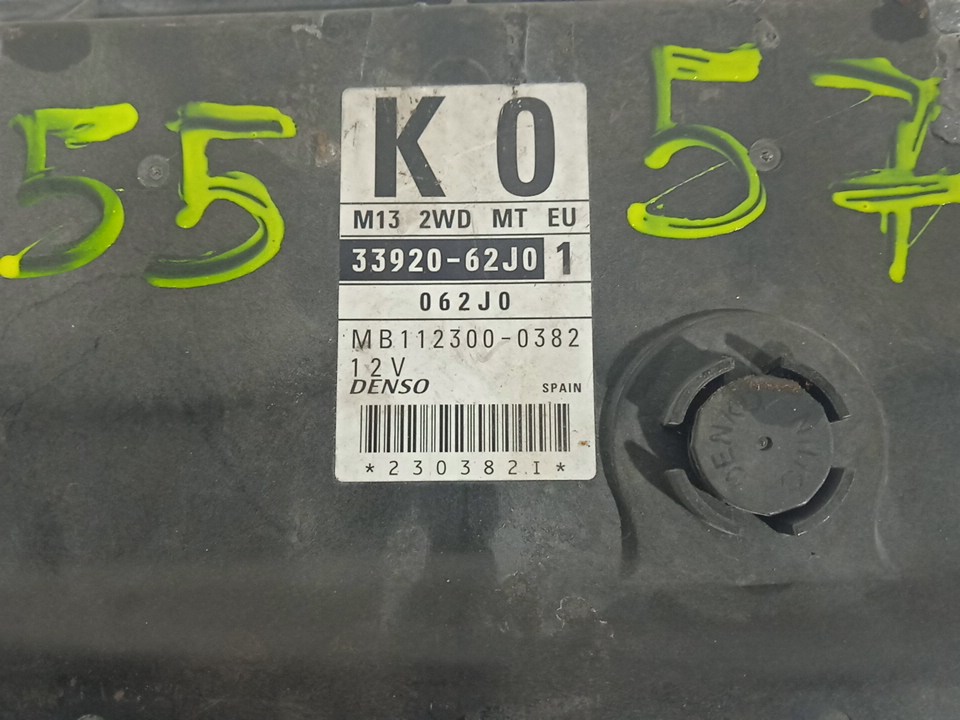 55
57
K0
M13 2WD MT EU
33920-62J0 1
062J0
MB112300-0382
12V
DENSO SPAIN
*230382I*